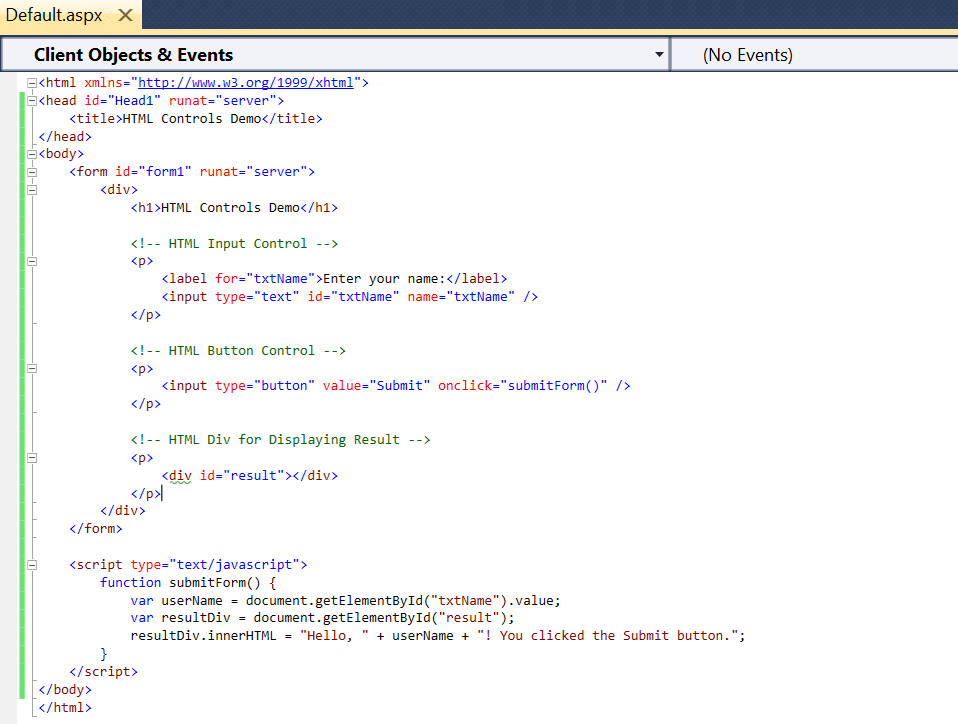 Default.aspx
Client Objects & Events
(No Events)
<html xmlns="http://www.w3.org/1999/xhtml">
<head id="Head1" runat="server">
    <title>HTML Controls Demo</title>
</head>
<body>
    <form id="form1" runat="server">
        <div>
            <h1>HTML Controls Demo</h1>

            <!-- HTML Input Control -->
            <p>
                <label for="txtName">Enter your name:</label>
                <input type="text" id="txtName" name="txtName" />
            </p>

            <!-- HTML Button Control -->
            <p>
                <input type="button" value="Submit" onclick="submitForm()" />
            </p>

            <!-- HTML Div for Displaying Result -->
            <p>
                <div id="result"></div>
            </p>
        </div>
    </form>

    <script type="text/javascript">
        function submitForm() {
            var userName = document.getElementById("txtName").value;
            var resultDiv = document.getElementById("result");
            resultDiv.innerHTML = "Hello, " + userName + "! You clicked the Submit button.";
        }
    </script>
</body>
</html>